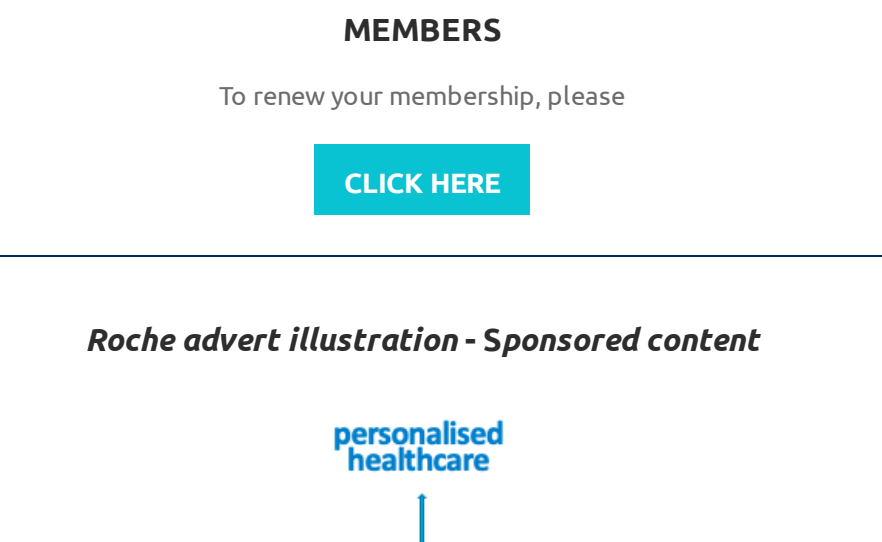 MEMBERS
To renew your membership, please
CLICK HERE
Roche advert illustration - Sponsored content
personalised
healthcare